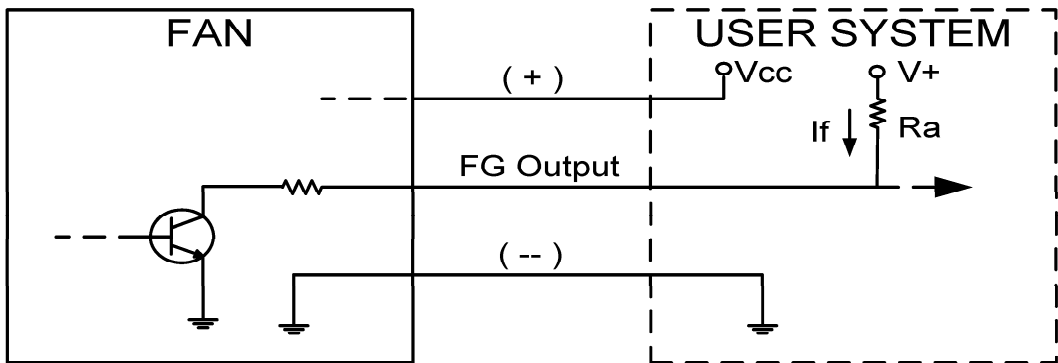 FAN
USER SYSTEM
( + )
Vcc
V+
If
Ra
FG Output
( -- )